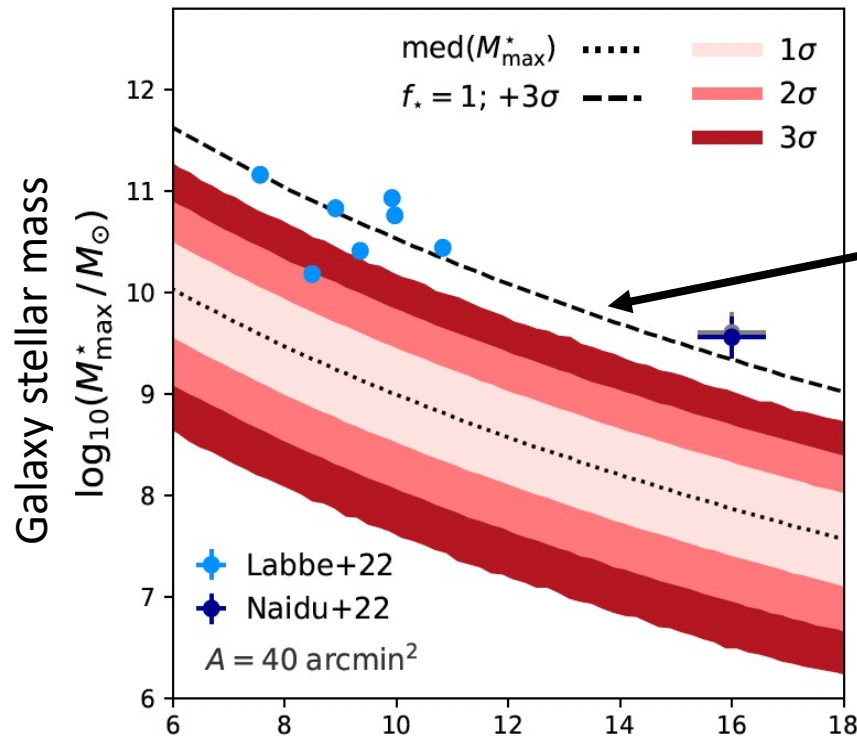 med(M⋆max)
f⋆ = 1; +3σ
1σ
2σ
3σ
Galaxy stellar mass
log10(M⋆max / M⊙)
12
11
10
9
8
7
6
Labbe+22
Naidu+22
A = 40 arcmin²
6 8 10 12 14 16 18